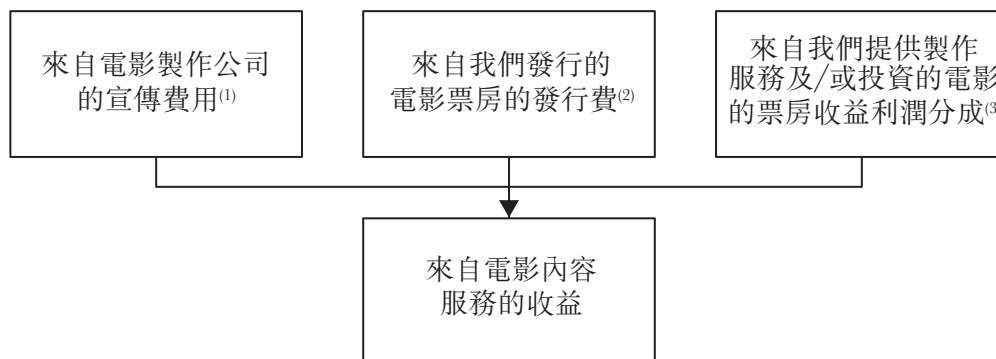 來自電影製作公司
的宣傳費用(1)
來自我們發行的
電影票房的發行費(2)
來自我們提供製作
服務及/或投資的電影
的票房收益利潤分成(3
來自電影內容
服務的收益